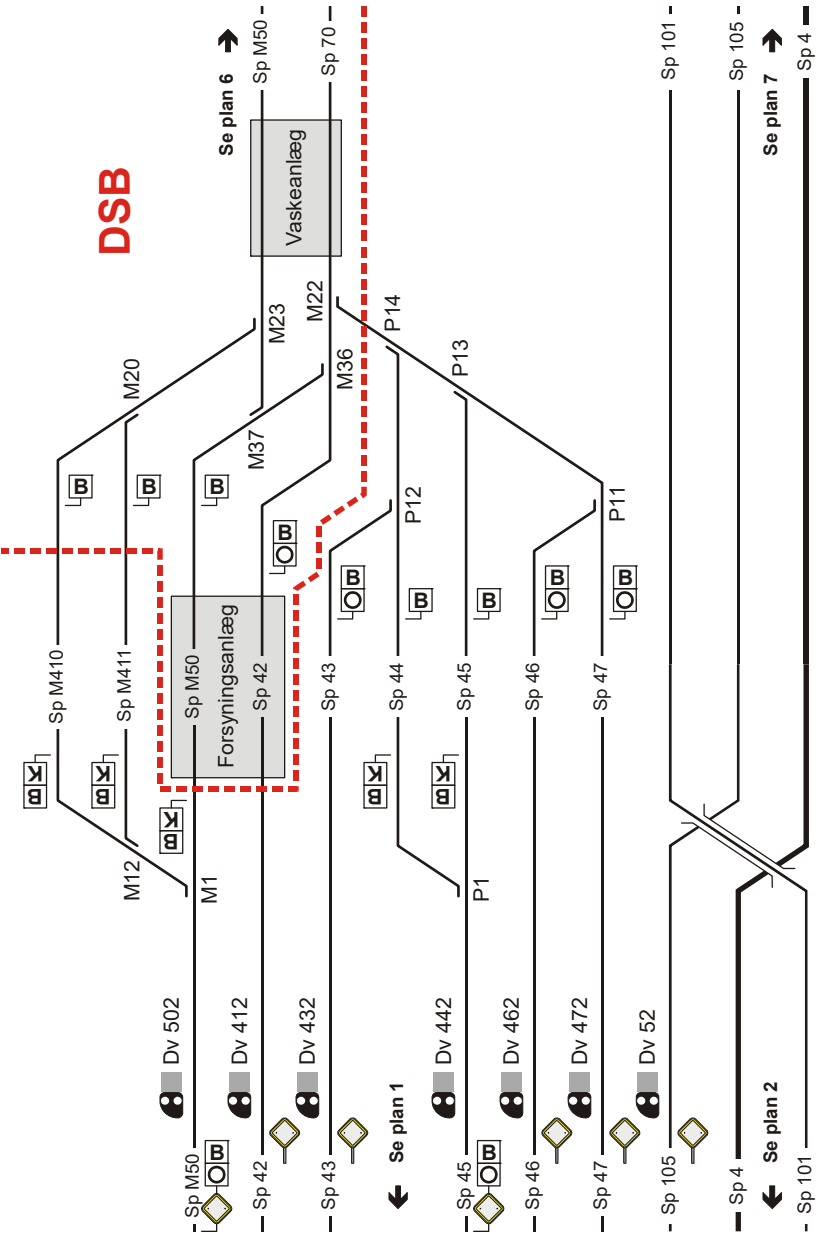 DSB
Se plan 6
Sp M50
Sp 70
Vaskeanlæg
Sp 101
Sp 105
Se plan 7
Sp 4
M20
M23
M22
M37
M36
P14
P13
P12
P11
B
B
B
B
B
B
B
B
B
Forsyningsanlæg
Sp M410
Sp M411
Sp M50
Sp 42
Sp 43
Sp 44
Sp 45
Sp 46
Sp 47
B K
B K
B K
B K
B K
M12
M1
P1
Dv 502
Dv 412
Dv 432
Dv 442
Dv 462
Dv 472
Dv 52
Se plan 1
Se plan 2
Sp M50
B
Sp 42
Sp 43
Sp 45
B
Sp 46
Sp 47
Sp 105
Sp 4
Sp 101